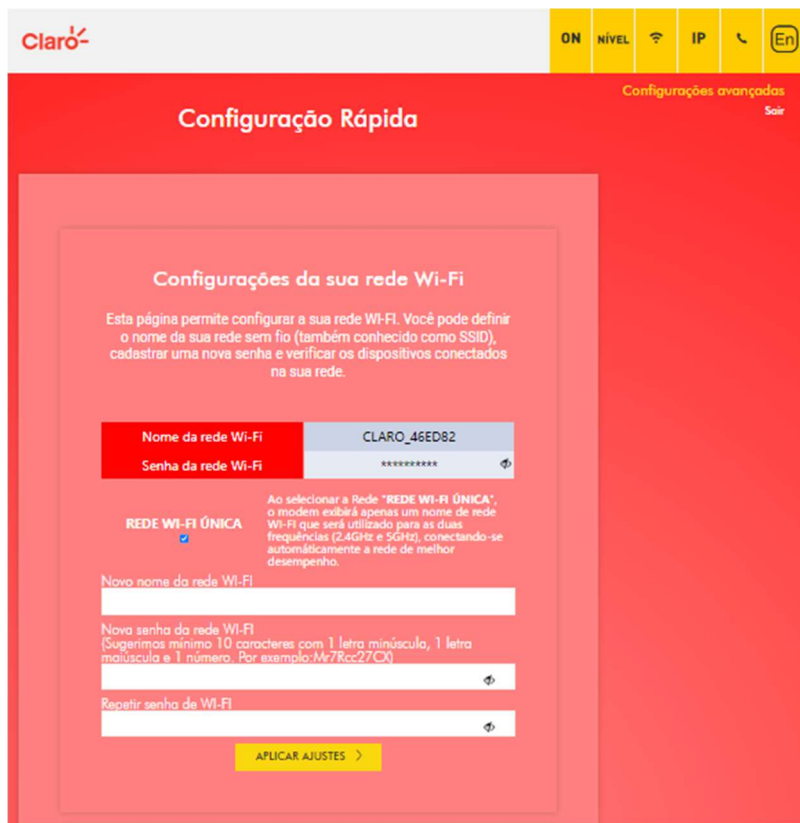 Claro
ON NÍVEL IP En
Configurações avançadas
Sair
Configuração Rápida
Configurações da sua rede Wi-Fi
Esta página permite configurar a sua rede WI-FI. Você pode definir
o nome da sua rede sem fio (também conhecido como SSID),
cadastrar uma nova senha e verificar os dispositivos conectados
na sua rede.
Nome da rede Wi-Fi CLARO_46ED82
Senha da rede Wi-Fi **********
REDE WI-FI ÚNICA
Ao selecionar a Rede "REDE WI-FI ÚNICA",
o modem exibirá apenas um nome de rede
WI-FI que será utilizado para as duas
frequências (2.4GHz e 5GHz), conectando-se
automáticamente a rede de melhor
desempenho.
Novo nome da rede WI-FI
Nova senha da rede WI-FI
(Sugerimos mínimo 10 caracteres com 1 letra minúscula, 1 letra
maiúscula e 1 número. Por exemplo:Mr7Rcc27CX)
Repetir senha de WI-FI
APLICAR AJUSTES >